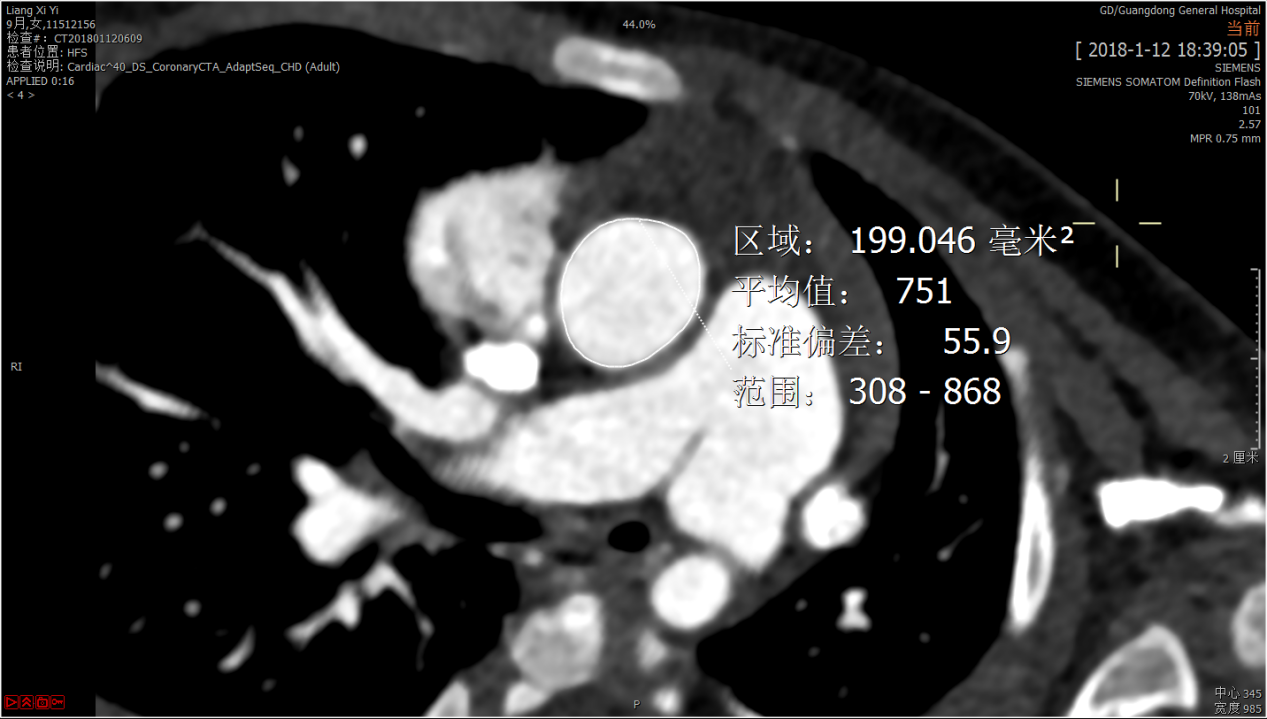 Liang Xi Yi
9月,女,11512156
检查#: CT201801120609
患者位置: HFS
检查说明: Cardiac^40_DS_CoronaryCTA_AdaptSeq_CHD (Adult)
APPLIED 0:16
< 4 >
44.0%
GD/Guangdong General Hospital
当前
[ 2018-1-12 18:39:05 ]
SIEMENS
SIEMENS SOMATOM Definition Flash
70kV, 138mAs
101
2.57
MPR 0.75 mm
区域: 199.046 毫米²
平均值: 751
标准偏差: 55.9
范围: 308 - 868
RI
2 厘米
P
中心 345
宽度 985